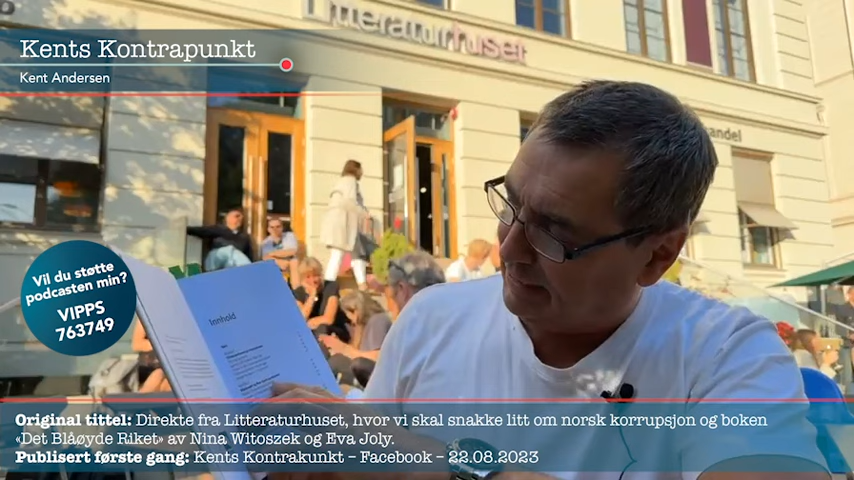 Litteraturhuset
Kents Kontrapunkt
Kent Andersen
Vil du støtte
podcasten min?
VIPPS
763749
Innhold
Original tittel: Direkte fra Litteraturhuset, hvor vi skal snakke litt om norsk korrupsjon og boken
«Det Blåøyde Riket» av Nina Witoszek og Eva Joly.
Publisert første gang: Kents Kontrakunkt – Facebook – 22.08.2023